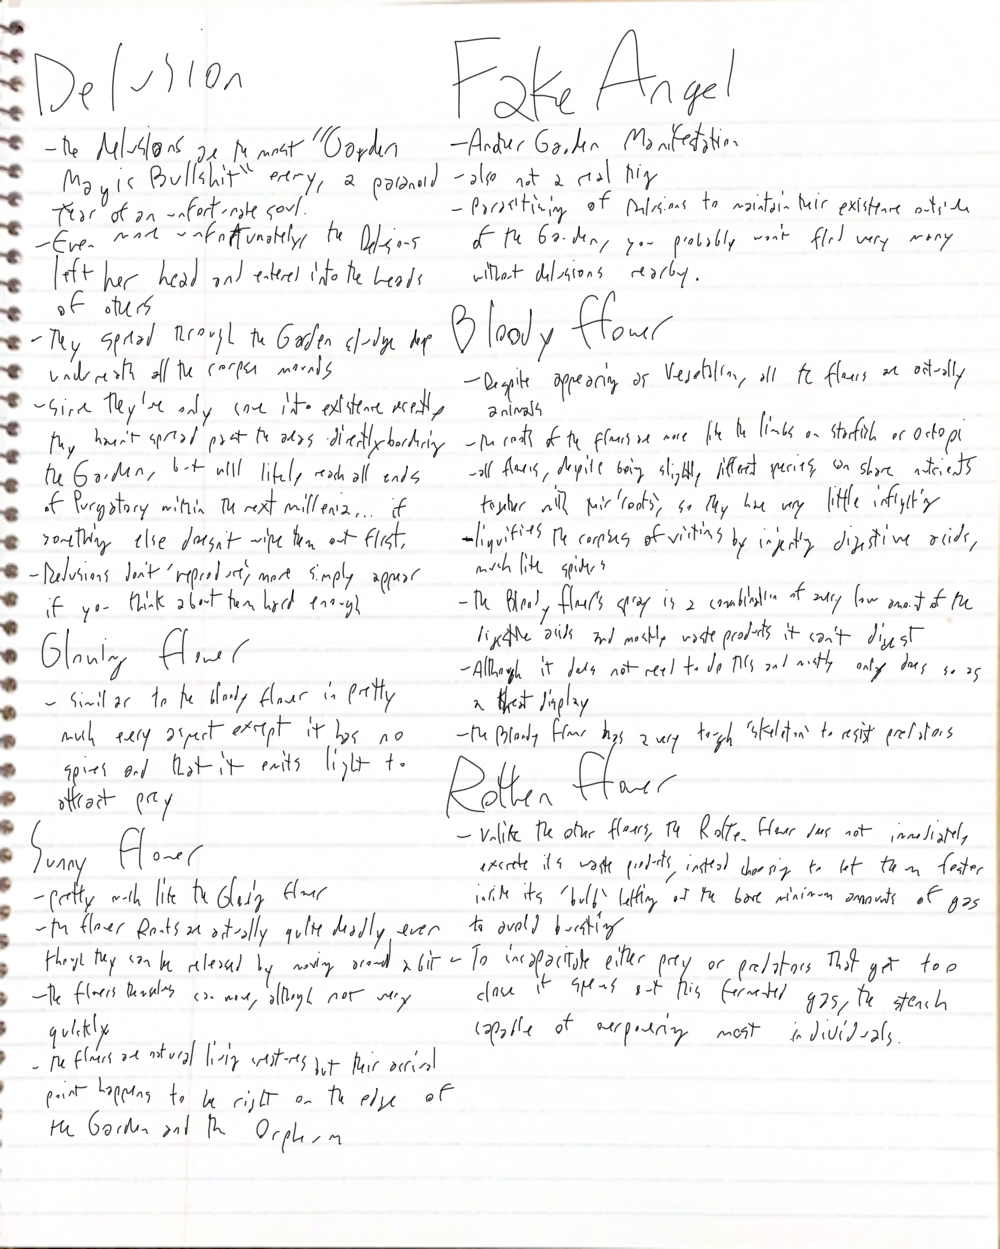 Delusion
- The delusions are the most "Garden
Magic Bullshit" enemy, a paranoid
fear of an unfortunate soul.
- Even more unfortunately, the Delusions
left her head and entered into the heads
of others
- They spread through the Garden sludge deep
underneath all the corpse mounds
- Since they've only come into existence recently
they haven't spread past the areas directly bordering
the Garden, but will likely reach all ends
of Purgatory within the next millenia... if
something else doesn't wipe them out first.
- Delusions don't 'reproduce', more simply appear
if you think about them hard enough
Glowing flower
- Similar to the bloody flower in pretty
much every aspect except it has no
spines and that it emits light to
attract prey
Sunny flower
- pretty much like the Glowing flower
- The flower Roots are actually quite deadly, even
though they can be released by moving around a bit
- The flowers themselves can move, although not very
quickly
- The flowers are natural living creatures but their arrival
point happens to be right on the edge of
the Garden and the
Fake Angel
- Another Garden Manifestation
- also not a real thing
- Parasitizing off Delusions to maintain their existence outside
of the Garden, you probably won't find very many
without delusions nearby.
Bloody flower
- Despite appearing as Vegetation, all the flowers are actually
animals
- The roots of the flowers are more like the limbs on starfish or octopi
- all flowers, despite being slightly different species can share nutrients
together with their 'roots', so they have very little infighting
- liquifies the corpses of victims by injecting digestive acids,
much like spiders
- The Bloody flower's spray is a combination of a very low amount of the
digestive acids and mostly waste products it can't digest
- Although it does not need to do this and mostly only does so as
a threat display
- The Bloody flower has a very tough 'skeleton' to resist predators
Rotten flower
- Unlike the other flowers, the Rotten flower does not immediately
excrete its waste products, instead choosing to let them fester
inside its 'bulb' letting out the bare minimum amounts of gas
to avoid bursting
- To incapacitate either prey or predators that get too
close it spews out this fermented gas, the stench
capable of overpowering most individuals.